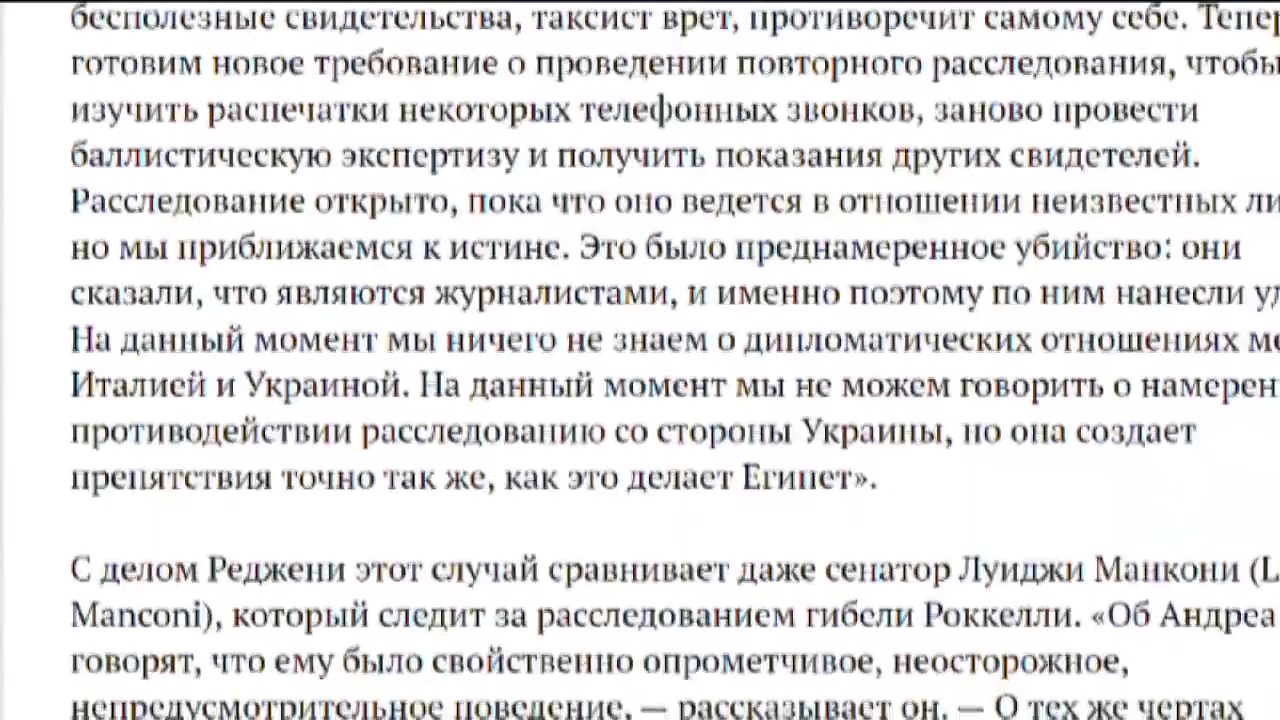 бесполезные свидетельства, таксист врет, противоречит самому себе.
готовим новое требование о проведении повторного расследования, чтобы
изучить распечатки некоторых телефонных звонков, заново провести
баллистическую экспертизу и получить показания других свидетелей.
Расследование открыто, пока что оно ведется в отношении неизвестных
но мы приближаемся к истине. Это было преднамеренное убийство: они
сказали, что являются журналистами, и именно поэтому по ним нанесли
На данный момент мы ничего не знаем о дипломатических отношениях
Италией и Украиной. На данный момент мы не можем говорить о
противодействии расследованию со стороны Украины, но она создает
препятствия точно так же, как это делает Египет».
С делом Реджени этот случай сравнивает даже сенатор Луиджи Манкони
Manconi), который следит за расследованием гибели Роккелли. «Об Андреа
говорят, что ему было свойственно опрометчивое, неосторожное,
непредусмотрительное поведение, — рассказывает он. — О тех же чертах